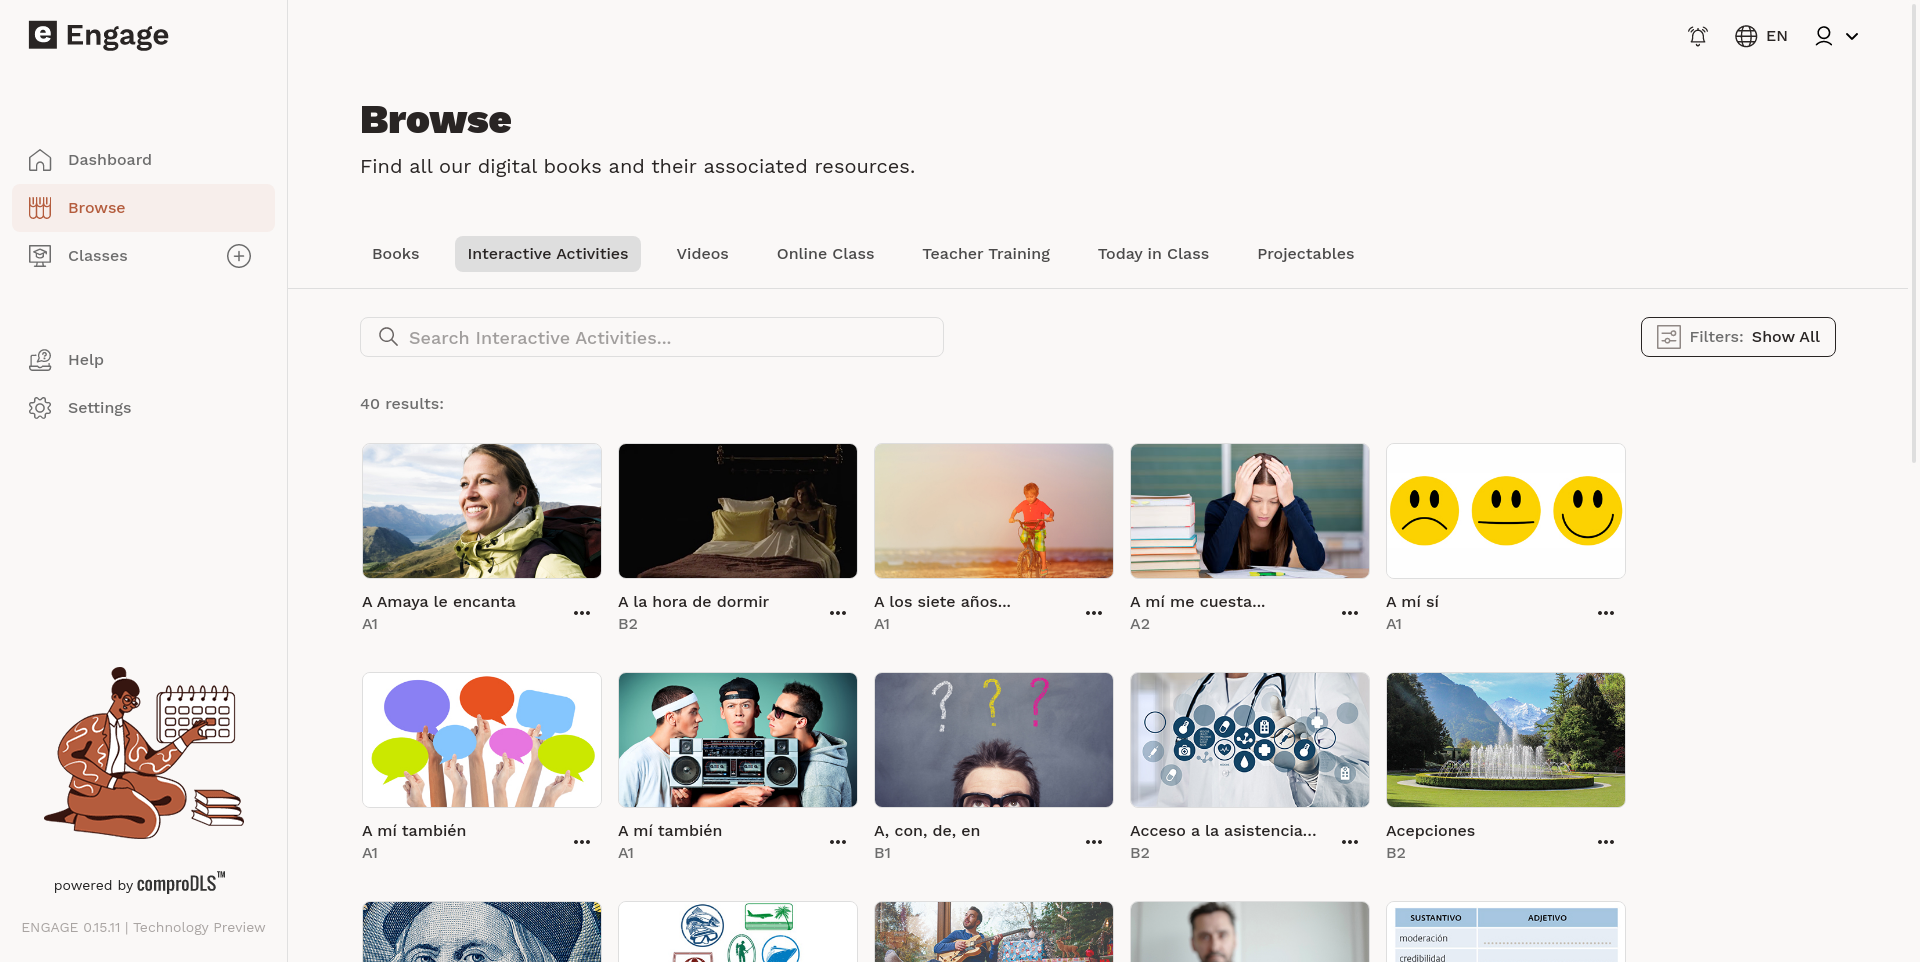 e Engage
EN
Dashboard
Browse
Classes
Help
Settings
powered by comproDLS™
ENGAGE 0.15.11 | Technology Preview
Browse
Find all our digital books and their associated resources.
Books
Interactive Activities
Videos
Online Class
Teacher Training
Today in Class
Projectables
Search Interactive Activities...
Filters: Show All
40 results:
A Amaya le encanta
A1
A la hora de dormir
B2
A los siete años...
A1
A mí me cuesta...
A2
A mí sí
A1
A mí también
A1
A mí también
A1
A, con, de, en
B1
Acceso a la asistencia...
B2
Acepciones
B2
SUSTANTIVO
ADJETIVO
moderación
credibilidad